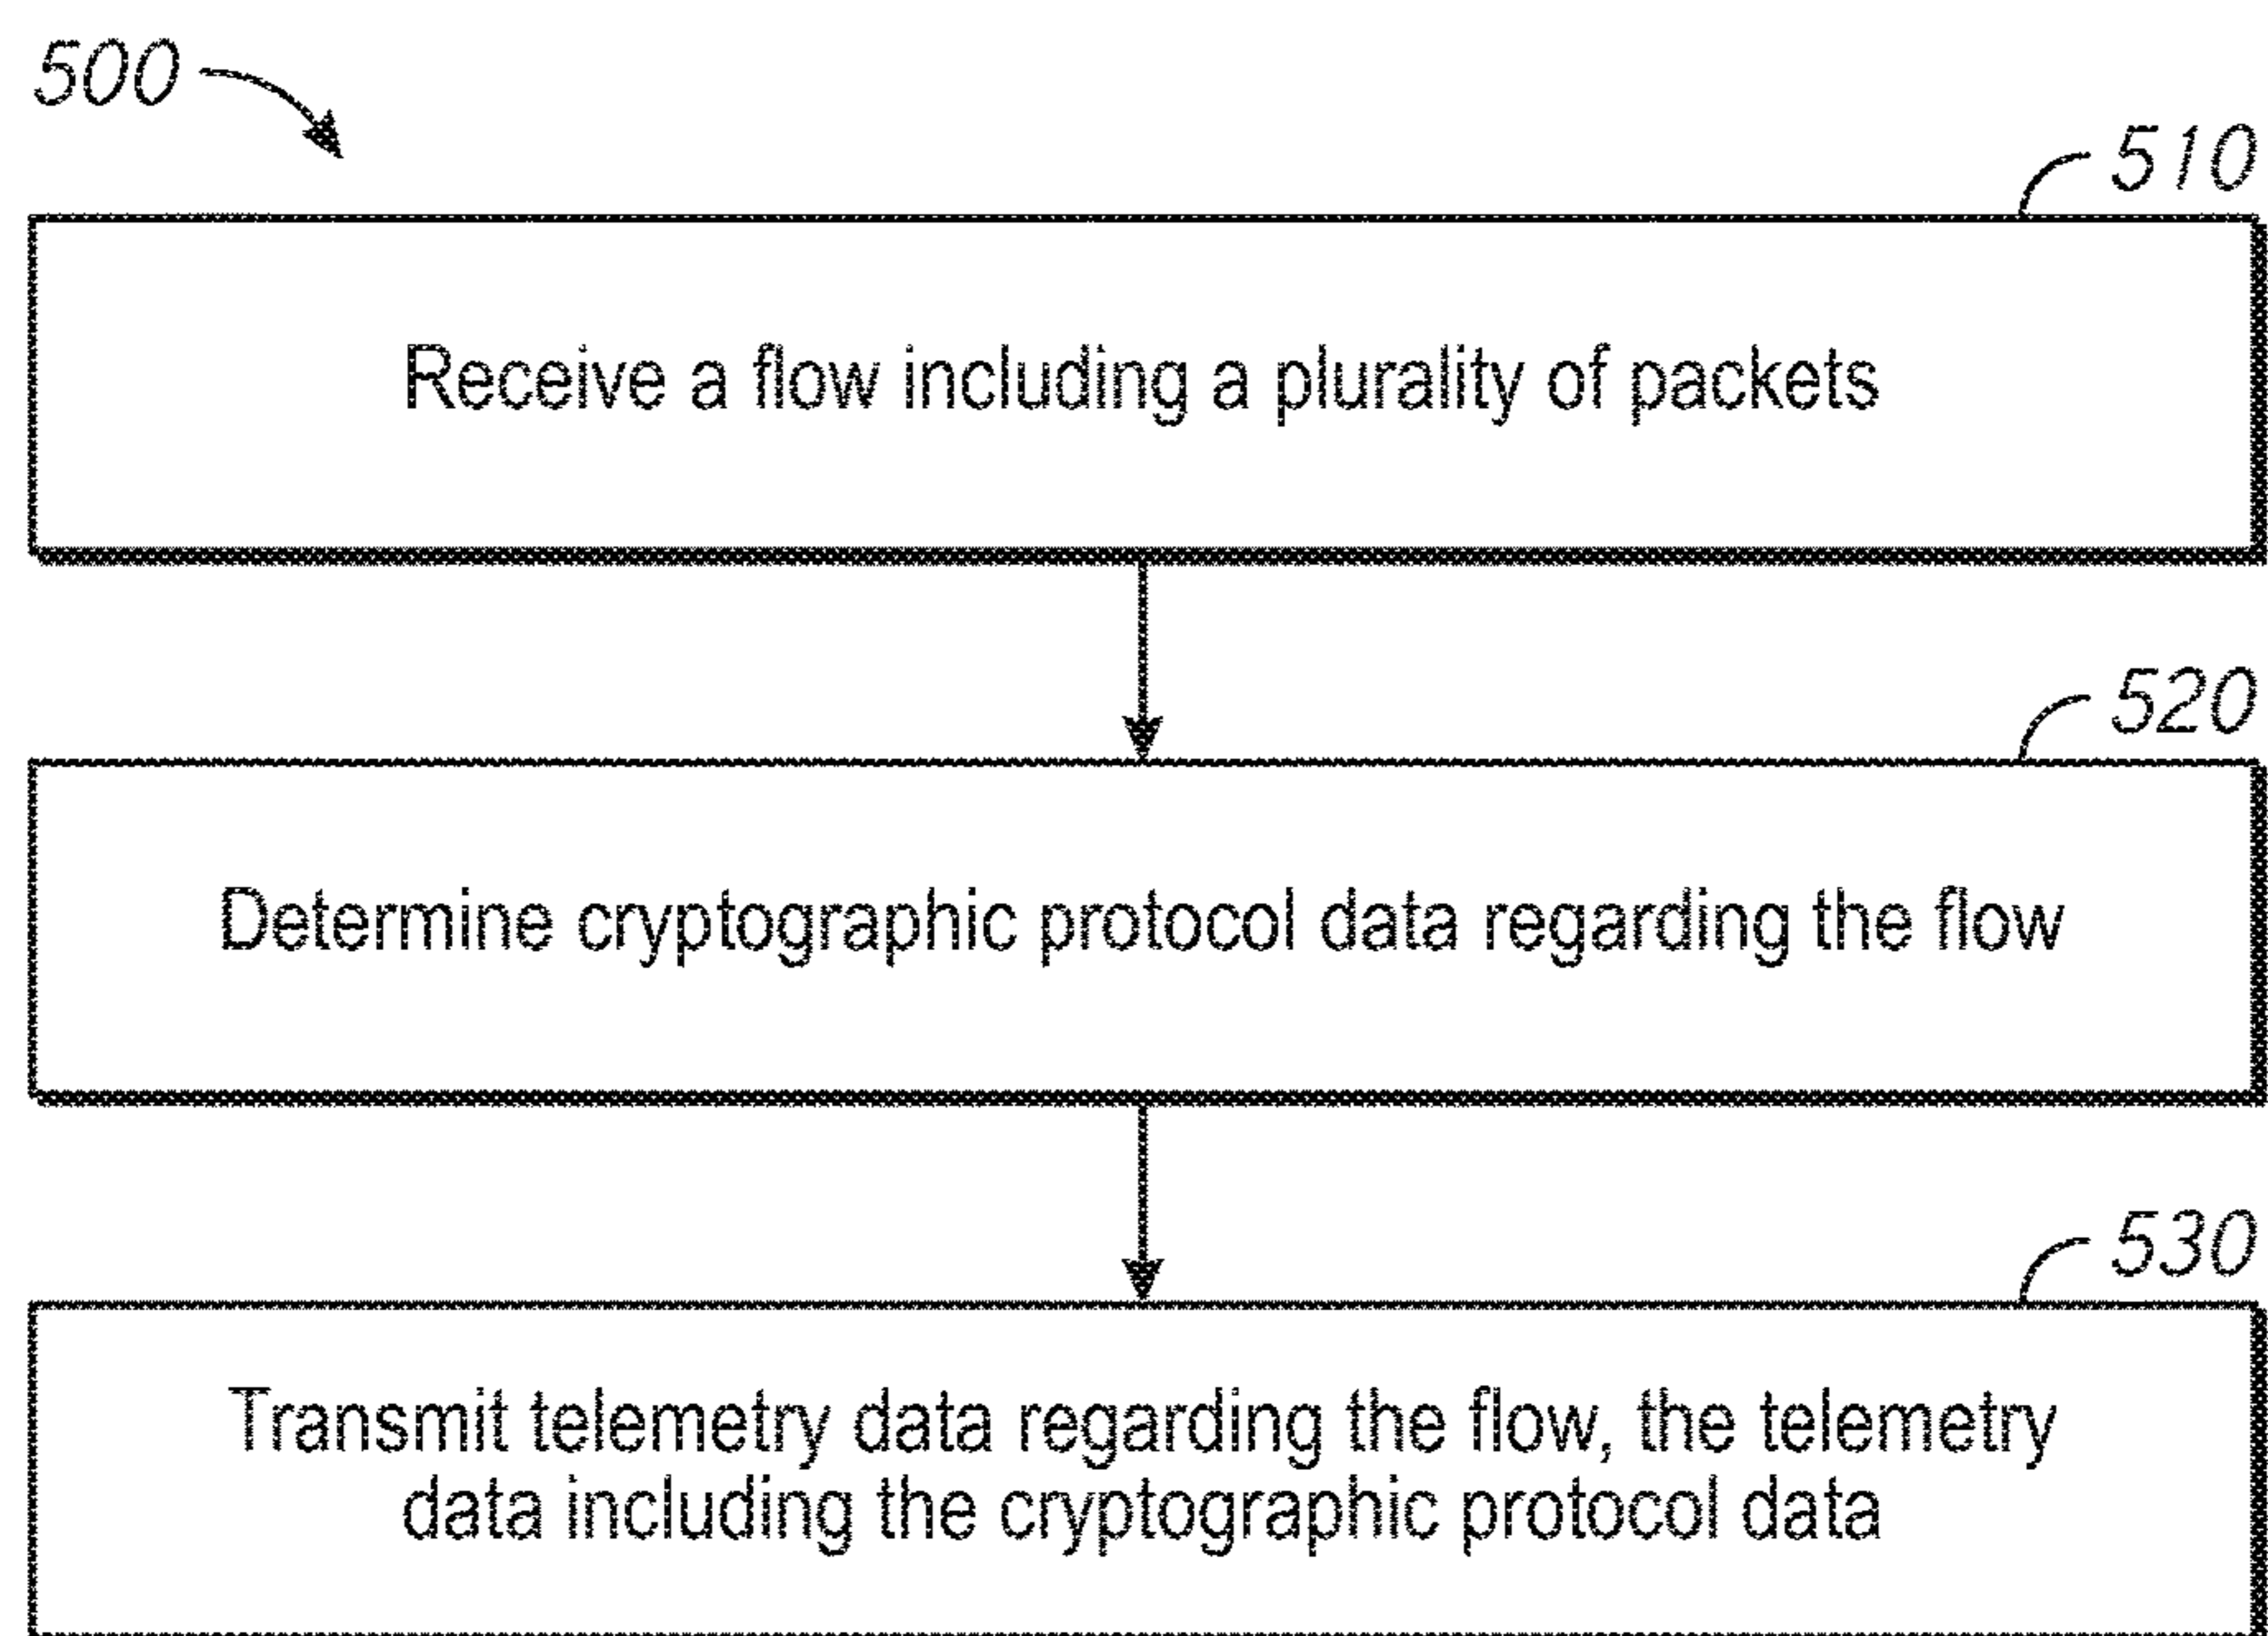 500
510
Receive a flow including a plurality of packets
520
Determine cryptographic protocol data regarding the flow
530
Transmit telemetry data regarding the flow, the telemetry
data including the cryptographic protocol data